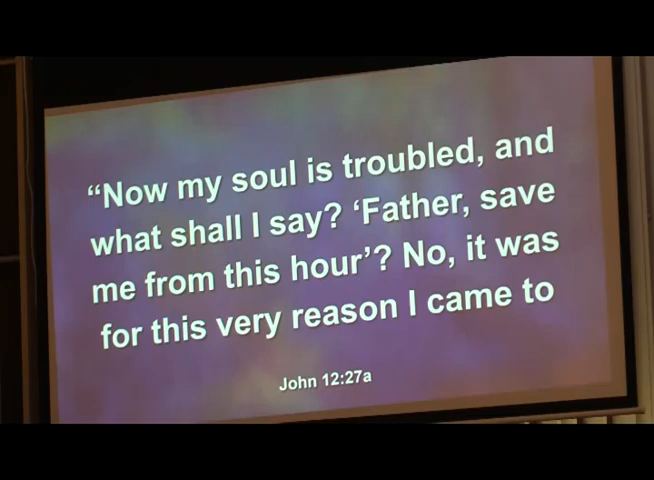 “Now my soul is troubled, and
what shall I say? ‘Father, save
me from this hour’? No, it was
for this very reason I came to
John 12:27a